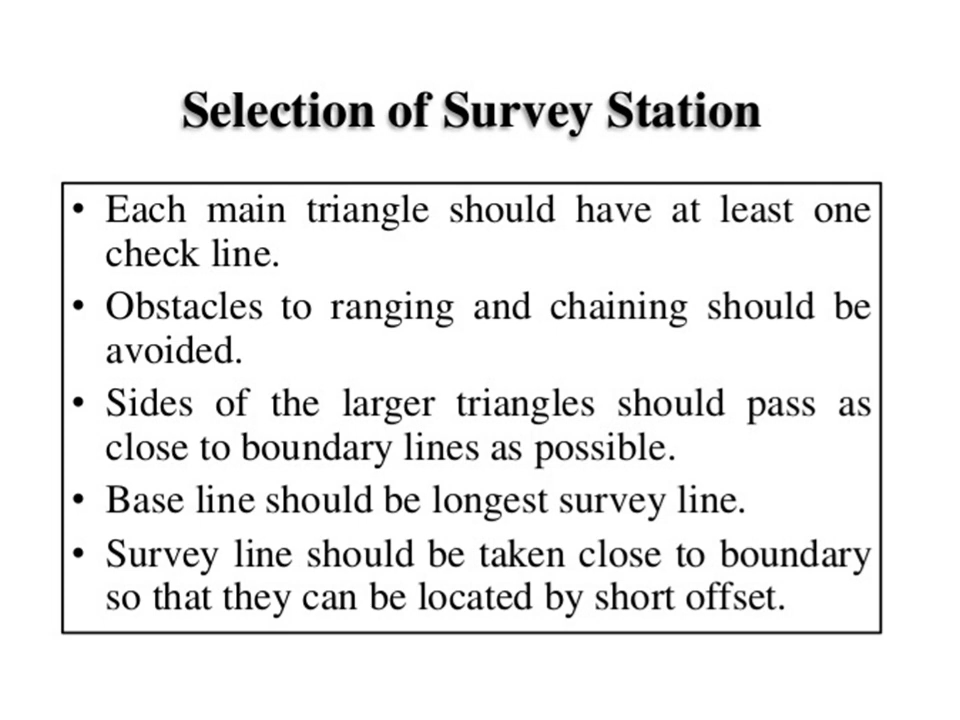 Selection of Survey Station
• Each main triangle should have at least one
check line.
• Obstacles to ranging and chaining should be
avoided.
• Sides of the larger triangles should pass as
close to boundary lines as possible.
• Base line should be longest survey line.
• Survey line should be taken close to boundary
so that they can be located by short offset.